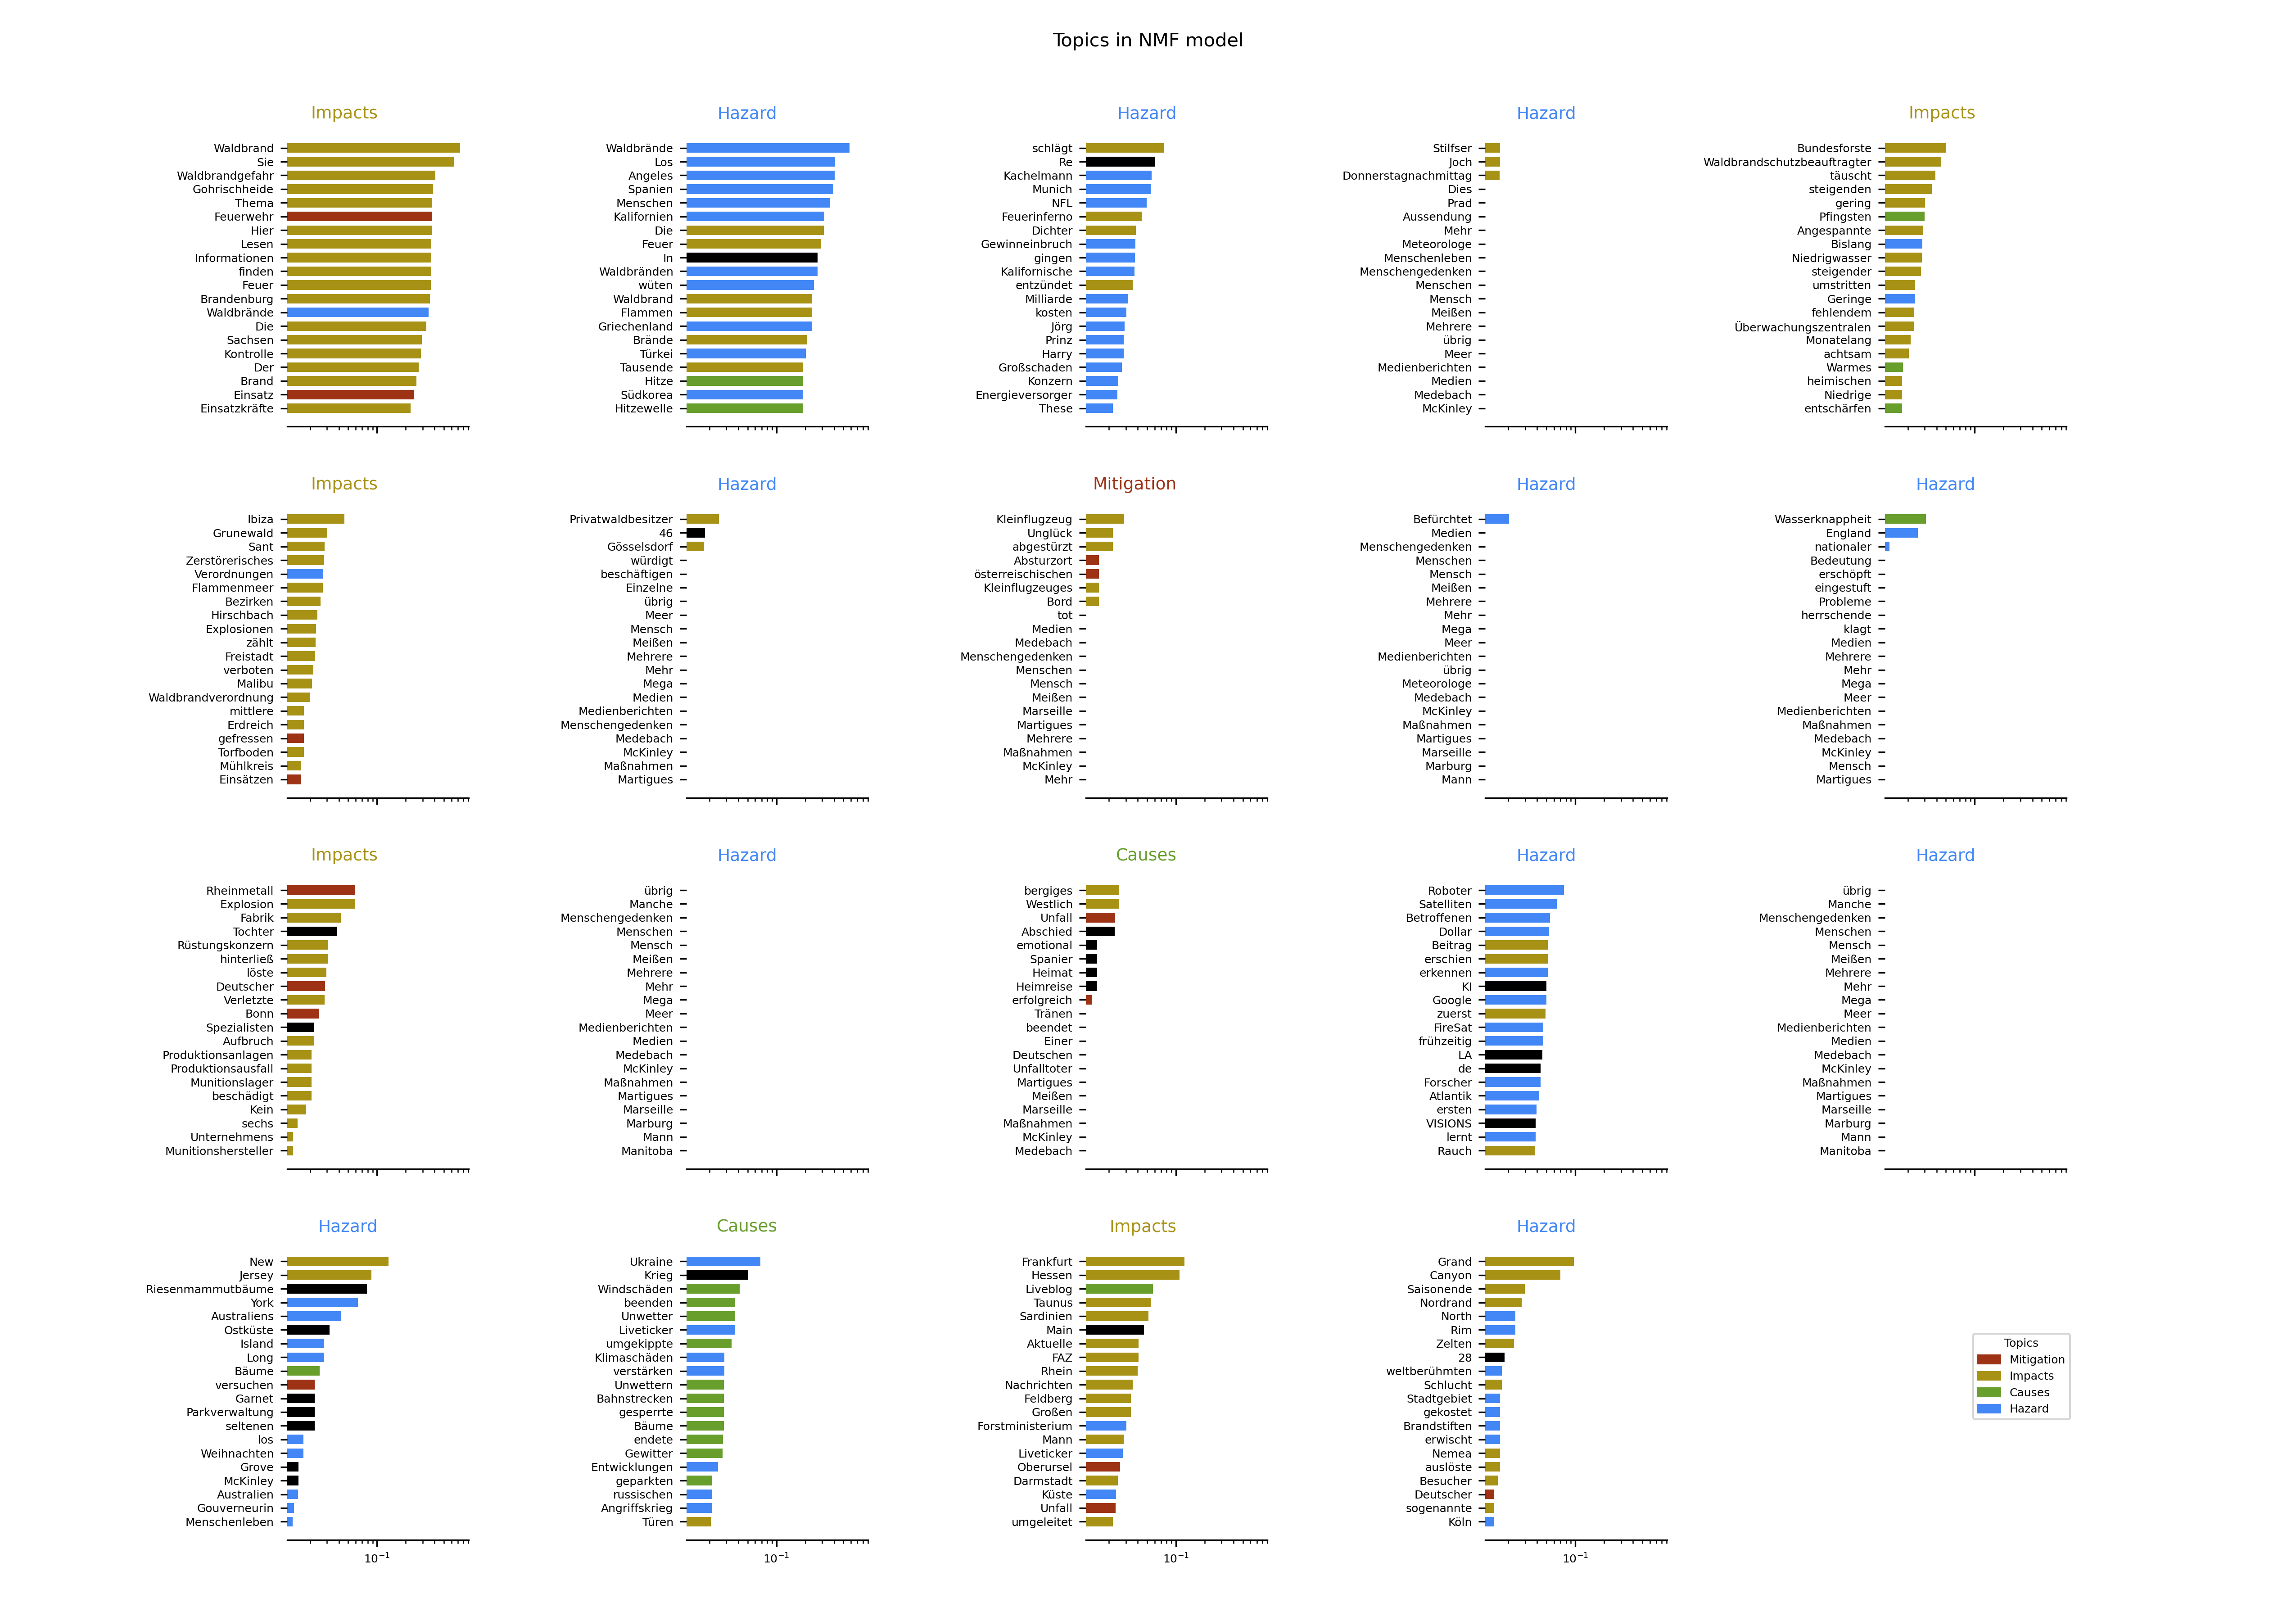 Topics in NMF model
Impacts
Waldbrand
Sie
Waldbrandgefahr
Gohrischheide
Thema
Feuerwehr
Hier
Lesen
Informationen
finden
Feuer
Brandenburg
Waldbrände
Die
Sachsen
Kontrolle
Der
Brand
Einsatz
Einsatzkräfte
Hazard
Waldbrände
Los
Angeles
Spanien
Menschen
Kalifornien
Die
Feuer
In
Waldbränden
wüten
Waldbrand
Flammen
Griechenland
Brände
Türkei
Tausende
Hitze
Südkorea
Hitzewelle
Hazard
schlägt
Re
Kachelmann
Munich
NFL
Feuerinferno
Dichter
Gewinneinbruch
gingen
Kalifornische
entzündet
Milliarde
kosten
Jörg
Prinz
Harry
Großschaden
Konzern
Energieversorger
These
Hazard
Stilfser
Joch
Donnerstagnachmittag
Dies
Prad
Aussendung
Mehr
Meteorologe
Menschenleben
Menschengedenken
Menschen
Mensch
Meißen
Mehrere
übrig
Meer
Medienberichten
Medien
Medebach
McKinley
Impacts
Bundesforste
Waldbrandschutzbeauftragter
täuscht
steigenden
gering
Pfingsten
Angespannte
Bislang
Niedrigwasser
steigender
umstritten
Geringe
fehlendem
Überwachungszentralen
Monatelang
achtsam
Warmes
heimischen
Niedrige
entschärfen
Impacts
Ibiza
Grunewald
Sant
Zerstörerisches
Verordnungen
Flammenmeer
Bezirken
Hirschbach
Explosionen
zählt
Freistadt
verboten
Malibu
Waldbrandverordnung
mittlere
Erdreich
gefressen
Torfboden
Mühlkreis
Einsätzen
Hazard
Privatwaldbesitzer
46
Gösselsdorf
würdigt
beschäftigen
Einzelne
übrig
Meer
Mensch
Meißen
Mehrere
Mehr
Mega
Medien
Medienberichten
Menschengedenken
Medebach
McKinley
Maßnahmen
Martigues
Mitigation
Kleinflugzeug
Unglück
abgestürzt
Absturzort
österreischischen
Kleinflugzeuges
Bord
tot
Medien
Medebach
Menschengedenken
Menschen
Mensch
Meißen
Marseille
Martigues
Mehrere
Maßnahmen
McKinley
Mehr
Hazard
Befürchtet
Medien
Menschengedenken
Menschen
Mensch
Meißen
Mehrere
Mehr
Mega
Meer
Medienberichten
übrig
Meteorologe
Medebach
McKinley
Maßnahmen
Martigues
Marseille
Marburg
Mann
Hazard
Wasserknappheit
England
nationaler
Bedeutung
erschöpft
eingestuft
Probleme
herrschende
klagt
Medien
Mehrere
Mehr
Mega
Meer
Medienberichten
Maßnahmen
Medebach
McKinley
Mensch
Martigues
Impacts
Rheinmetall
Explosion
Fabrik
Tochter
Rüstungskonzern
hinterließ
löste
Deutscher
Verletzte
Bonn
Spezialisten
Aufbruch
Produktionsanlagen
Produktionsausfall
Munitionslager
beschädigt
Kein
sechs
Unternehmens
Munitionshersteller
Hazard
übrig
Manche
Menschengedenken
Menschen
Mensch
Meißen
Mehrere
Mehr
Mega
Meer
Medienberichten
Medien
Medebach
McKinley
Maßnahmen
Martigues
Marseille
Marburg
Mann
Manitoba
Causes
bergiges
Westlich
Unfall
Abschied
emotional
Spanier
Heimat
Heimreise
erfolgreich
Tränen
beendet
Einer
Deutschen
Unfalltoter
Martigues
Meißen
Marseille
Maßnahmen
McKinley
Medebach
Hazard
Roboter
Satelliten
Betroffenen
Dollar
Beitrag
erschien
erkennen
KI
Google
zuerst
FireSat
frühzeitig
LA
de
Forscher
Atlantik
ersten
VISIONS
lernt
Rauch
Hazard
übrig
Manche
Menschengedenken
Menschen
Mensch
Meißen
Mehrere
Mehr
Mega
Meer
Medienberichten
Medien
Medebach
McKinley
Maßnahmen
Martigues
Marseille
Marburg
Mann
Manitoba
Hazard
New
Jersey
Riesenmammutbäume
York
Australiens
Ostküste
Island
Long
Bäume
versuchen
Garnet
Parkverwaltung
seltenen
los
Weihnachten
Grove
McKinley
Australien
Gouverneurin
Menschenleben
10⁻¹
Causes
Ukraine
Krieg
Windschäden
beenden
Unwetter
Liveticker
umgekippte
Klimaschäden
verstärken
Unwettern
Bahnstrecken
gesperrte
Bäume
endete
Gewitter
Entwicklungen
geparkten
russischen
Angriffskrieg
Türen
10⁻¹
Impacts
Frankfurt
Hessen
Liveblog
Taunus
Sardinien
Main
Aktuelle
FAZ
Rhein
Nachrichten
Feldberg
Großen
Forstministerium
Mann
Liveticker
Oberursel
Darmstadt
Küste
Unfall
umgeleitet
10⁻¹
Hazard
Grand
Canyon
Saisonende
Nordrand
North
Rim
Zelten
28
weltberühmten
Schlucht
Stadtgebiet
gekostet
Brandstiften
erwischt
Nemea
auslöste
Besucher
Deutscher
sogenannte
Köln
10⁻¹
Topics
Mitigation
Impacts
Causes
Hazard